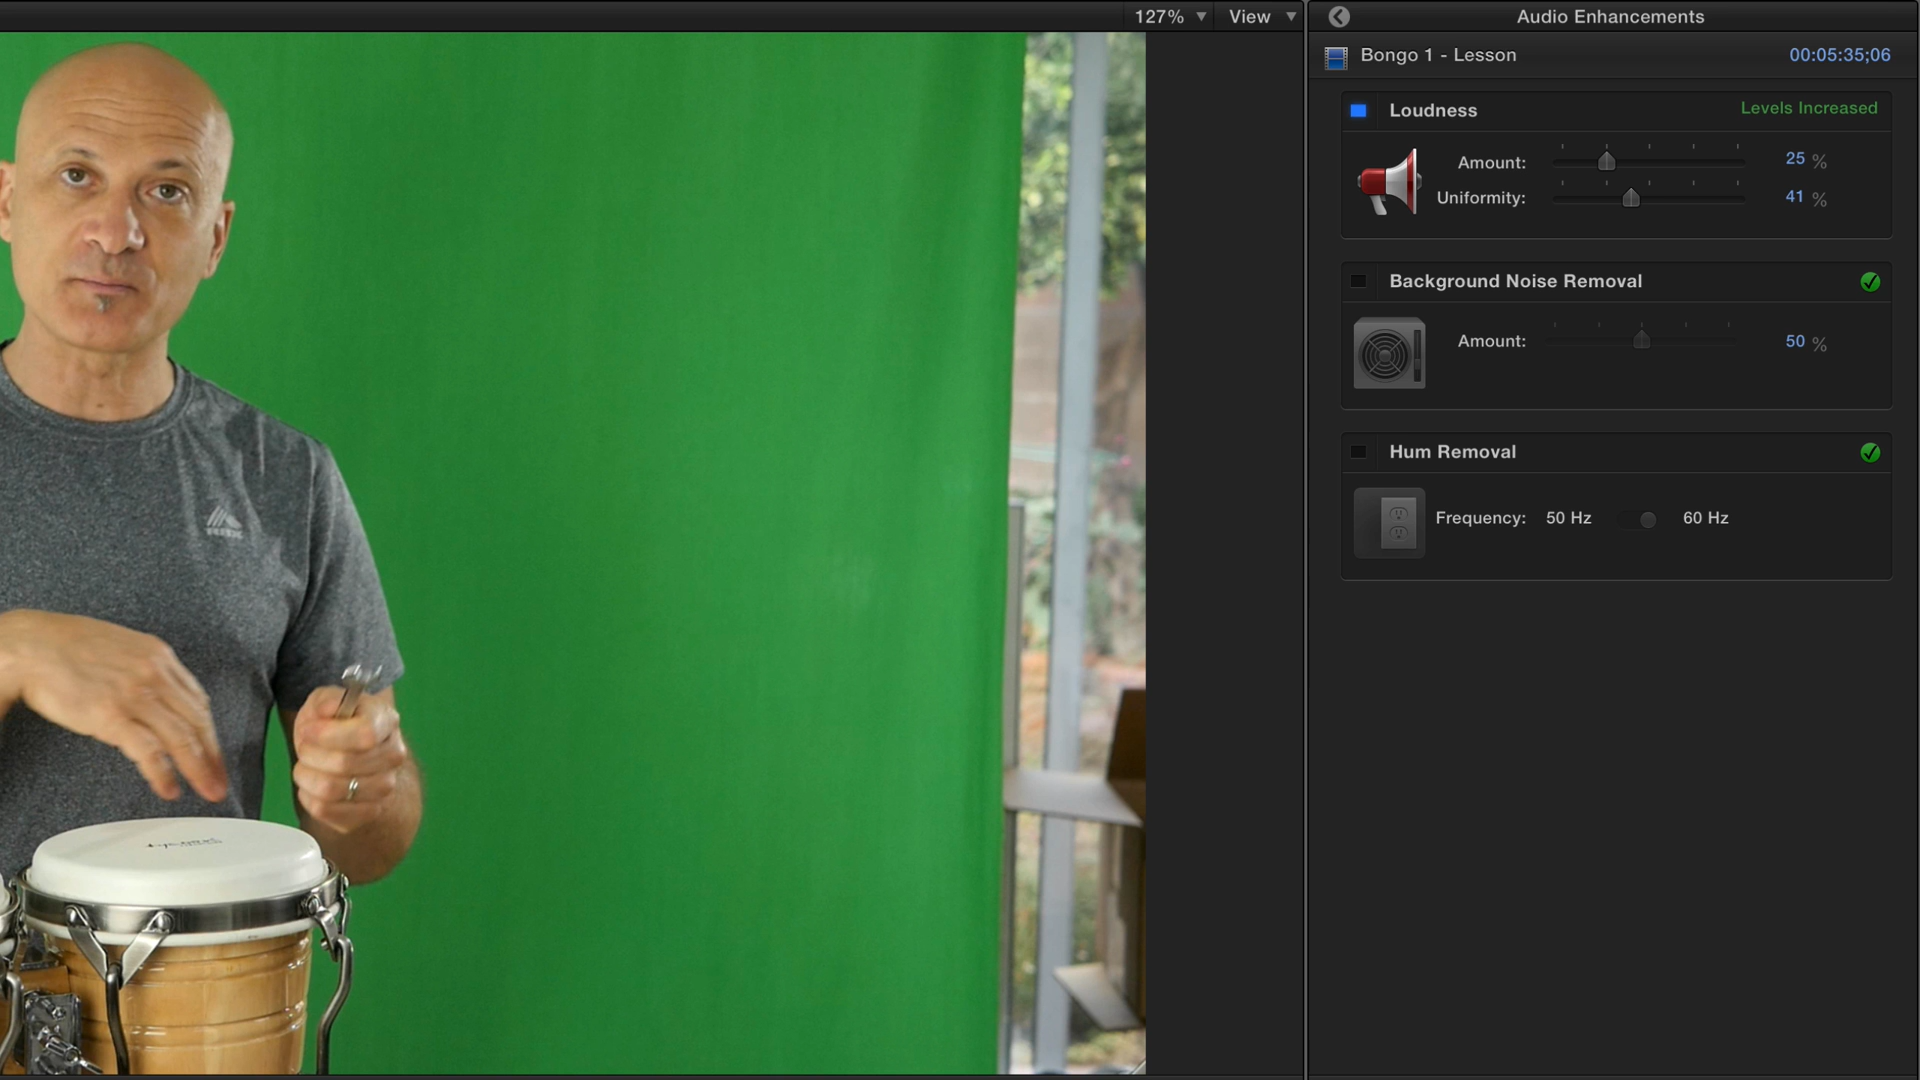 127% View
Audio Enhancements
Bongo 1 - Lesson 00:05:35;06
Loudness Levels Increased
Amount: 25 %
Uniformity: 41 %
Background Noise Removal
Amount: 50 %
Hum Removal
Frequency: 50 Hz 60 Hz